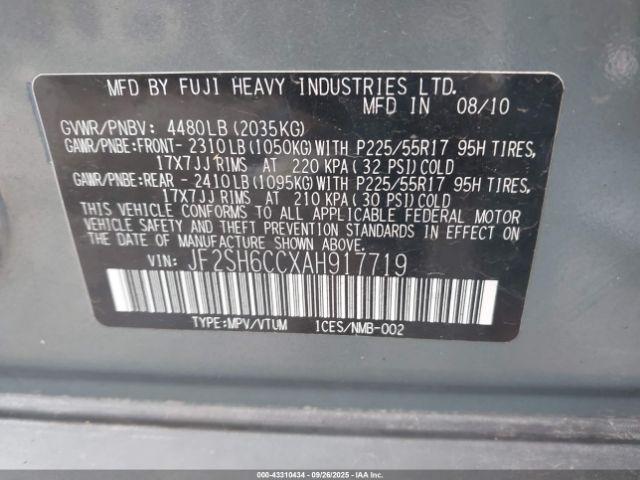 MFD BY FUJI HEAVY INDUSTRIES LTD.
MFD IN 08/10
GVWR/PNBV: 4480LB(2035KG)
GAWR/PNBE:FRONT- 2310LB(1050KG)WITH P225/55R17 95H TIRES,
17X7JJ RIMS AT 220 KPA(32 PSI)COLD
GAWR/PNBE:REAR - 2410LB(1095KG)WITH P225/55R17 95H TIRES,
17X7JJ RIMS AT 210 KPA(30 PSI)COLD
THIS VEHICLE CONFORMS TO ALL APPLICABLE FEDERAL MOTOR
VEHICLE SAFETY AND THEFT PREVENTION STANDARDS IN EFFECT
ON THE DATE OF MANUFACTURE SHOWN ABOVE.
VIN: JF2SH6CCXAH917719
TYPE:MPV/VTUM ICES/NMB-002
000-43310434 - 09/26/2025 - COPYRIGHT IAA, LLC.